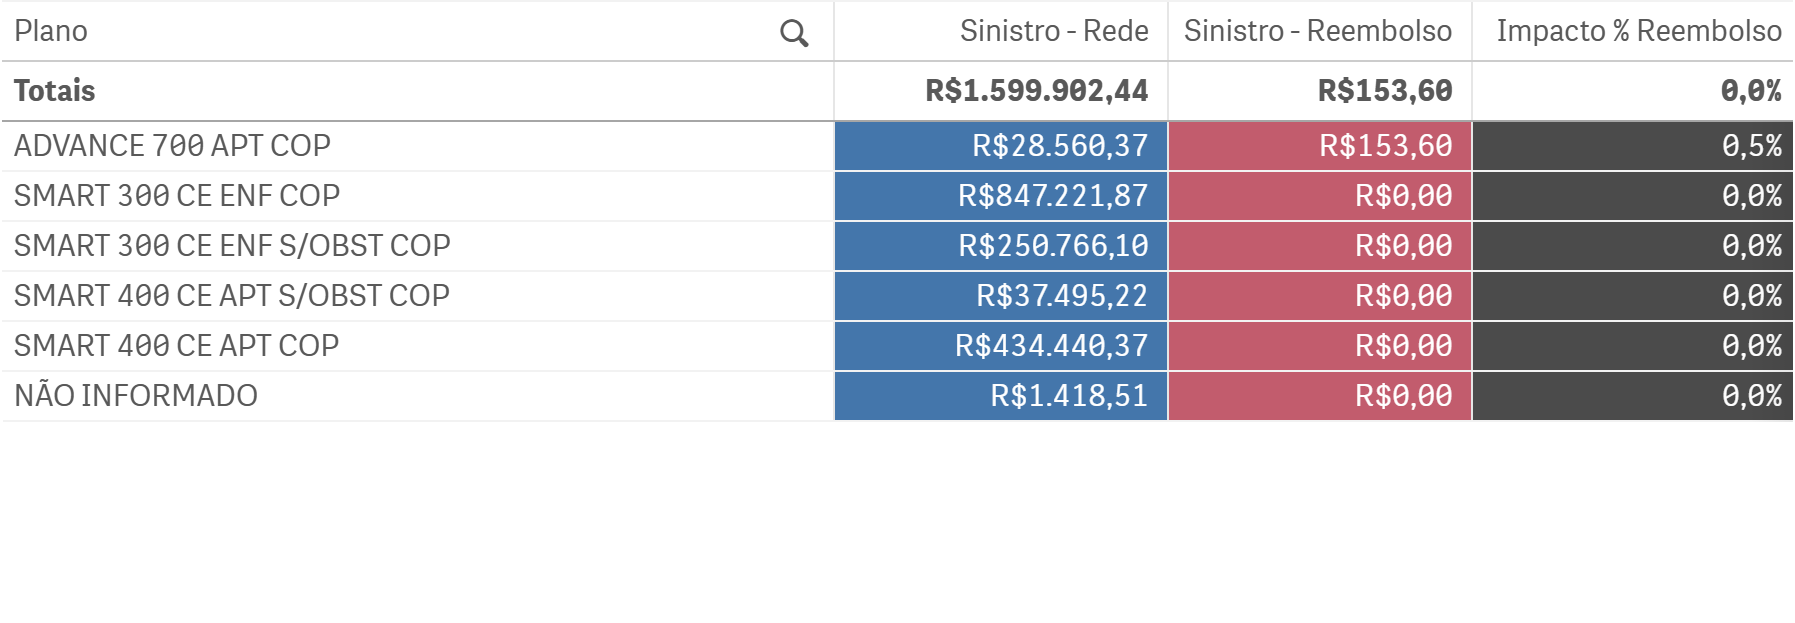 Plano Sinistro - Rede Sinistro - Reembolso Impacto % Reembolso
Totais R$1.599.902,44 R$153,60 0,0%
ADVANCE 700 APT COP R$28.560,37 R$153,60 0,5%
SMART 300 CE ENF COP R$847.221,87 R$0,00 0,0%
SMART 300 CE ENF S/OBST COP R$250.766,10 R$0,00 0,0%
SMART 400 CE APT S/OBST COP R$37.495,22 R$0,00 0,0%
SMART 400 CE APT COP R$434.440,37 R$0,00 0,0%
NÃO INFORMADO R$1.418,51 R$0,00 0,0%